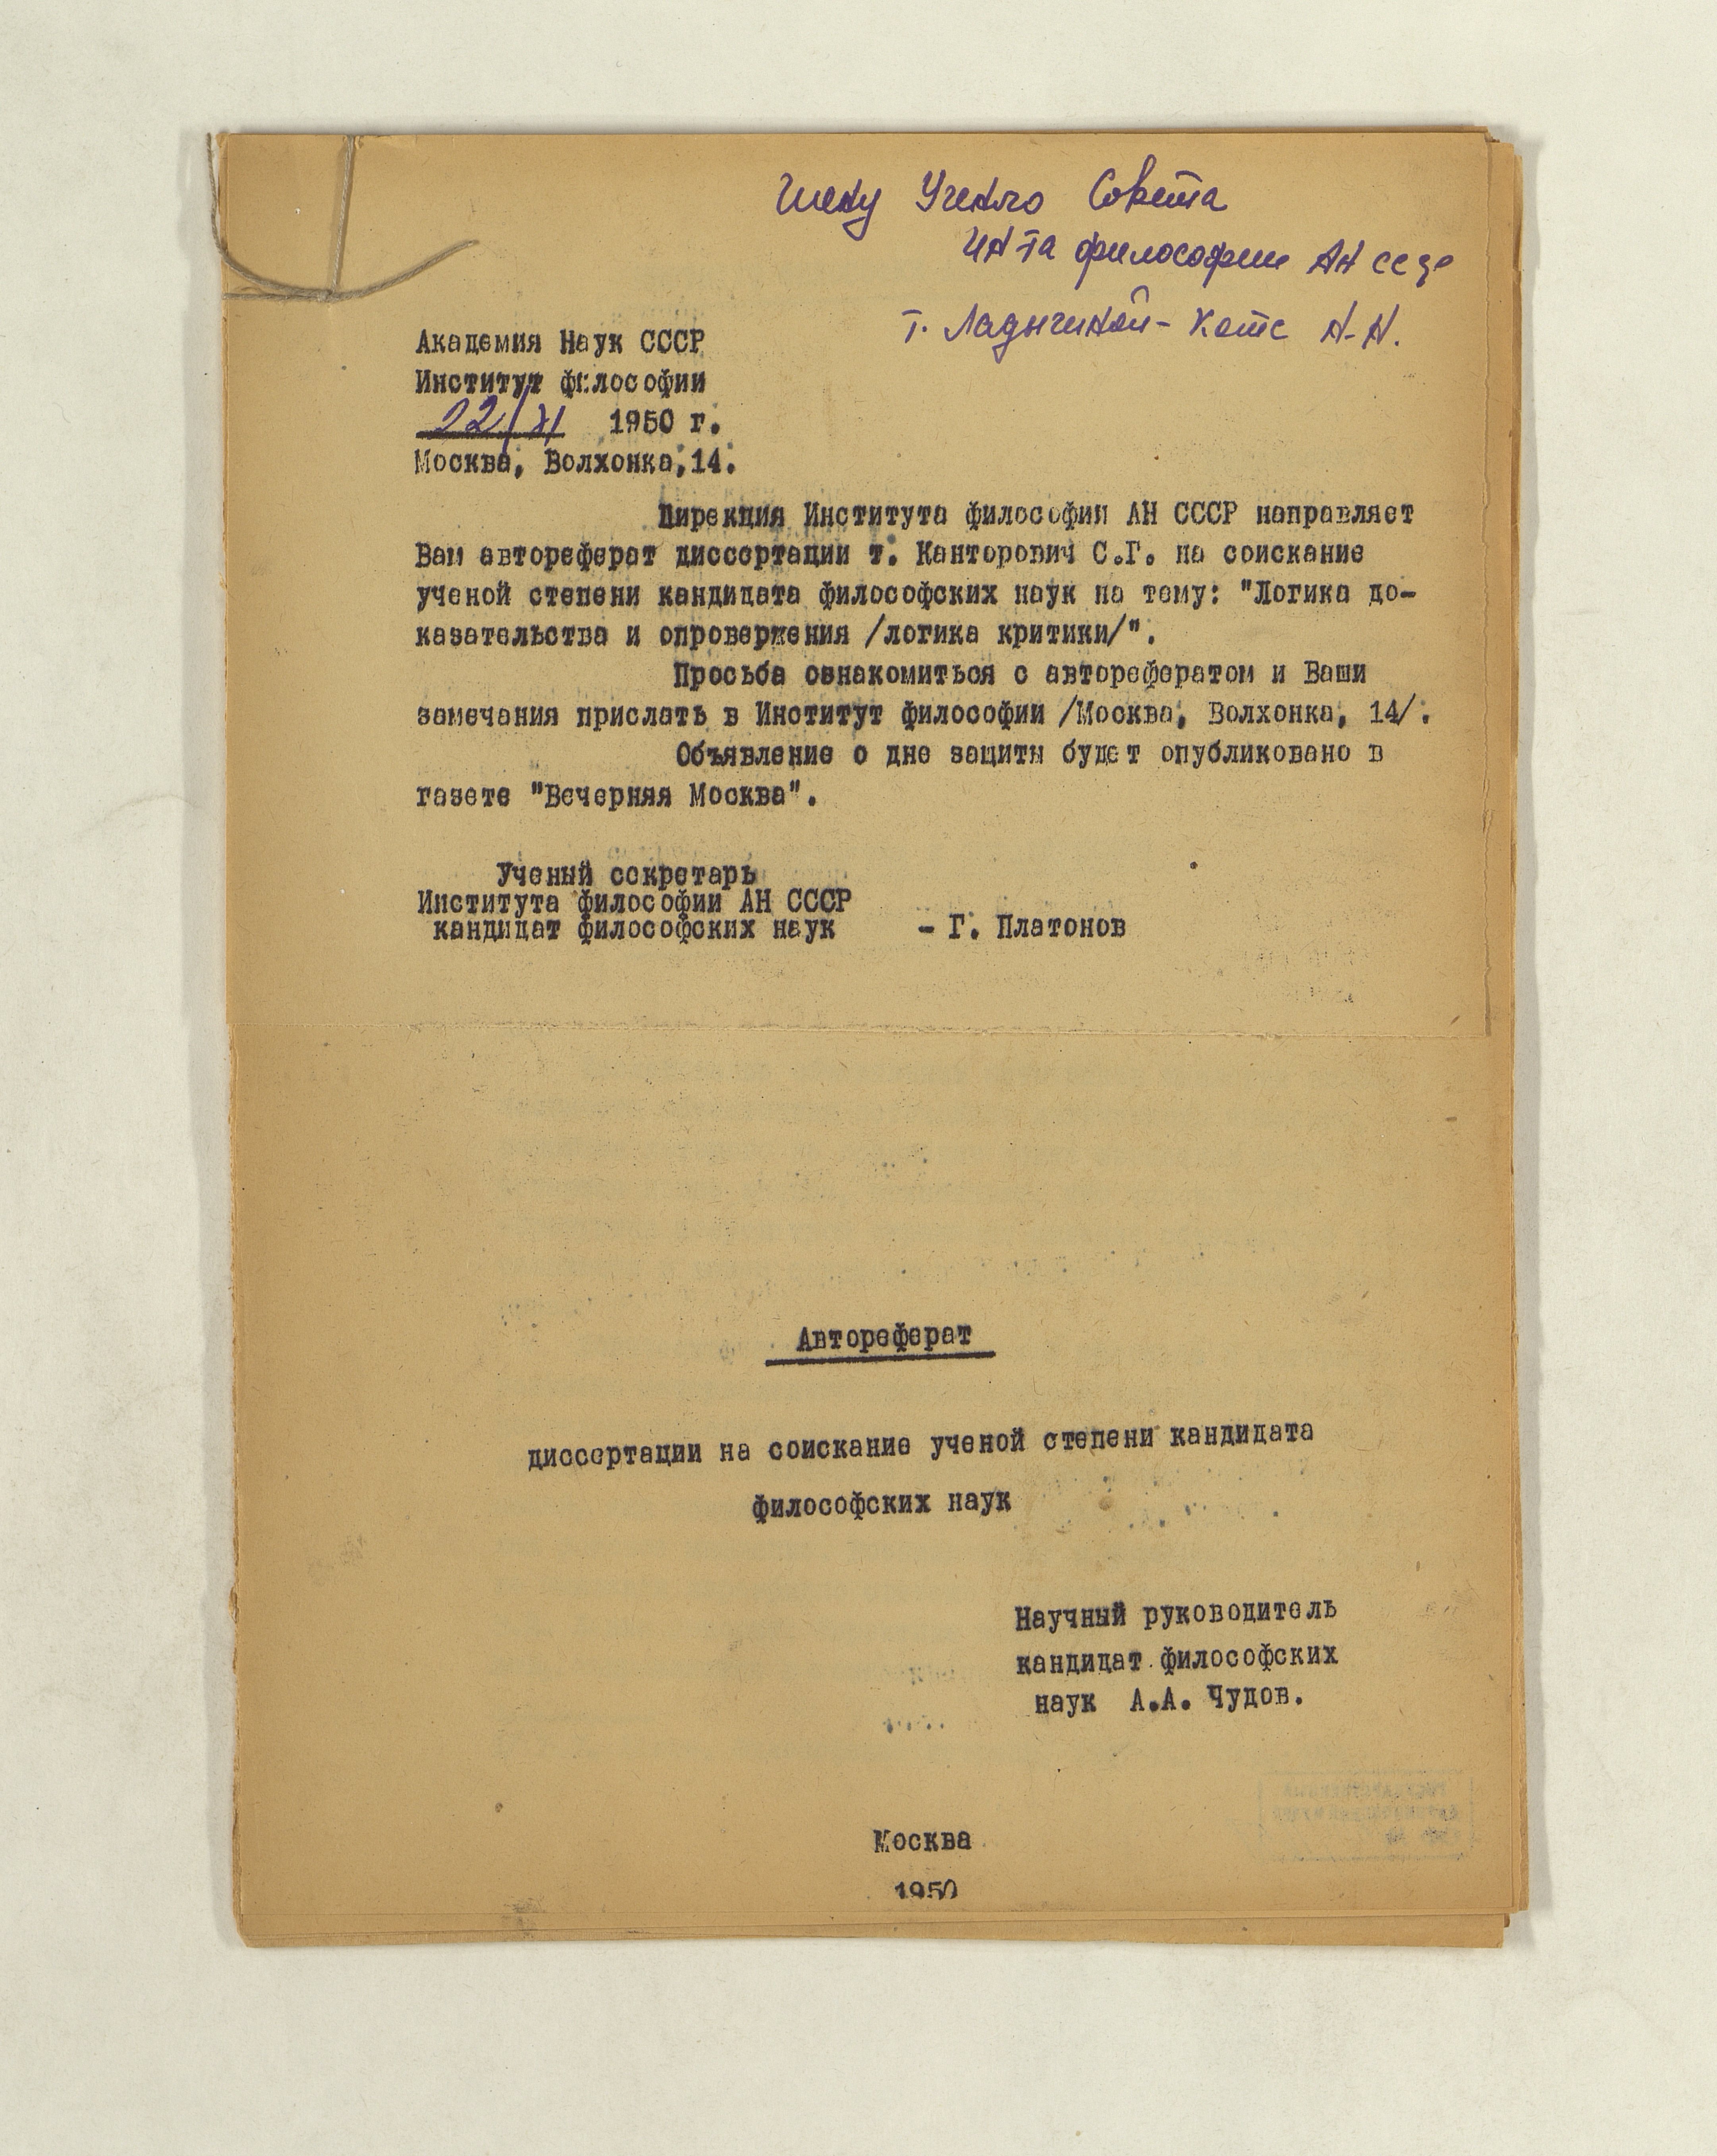 Члену Ученого Совета
Ин-та философии АН СССР
т. Ладыгиной-Котс Н.Н.
Академия Наук СССР
Институт философии
22/XI 1950 г.
Москва, Волхонка, 14.
Дирекция Института философии АН СССР направляет
Вам автореферат диссертации т. Канторович С.Г. на соискание
ученой степени кандидата философских наук на тему: "Логика до-
казательства и опровержения /логика критики/".
Просьба ознакомиться с авторефератом и Ваши
замечания прислать в Институт философии /Москва, Волхонка, 14/.
Объявление о дне защиты будет опубликовано в
газете "Вечерняя Москва".
Ученый секретарь
Института философии АН СССР
кандидат философских наук - Г. Платонов
Автореферат
диссертации на соискание ученой степени кандидата
философских наук
Научный руководитель
кандидат философских
наук А.А. Чудов.
Москва
1950